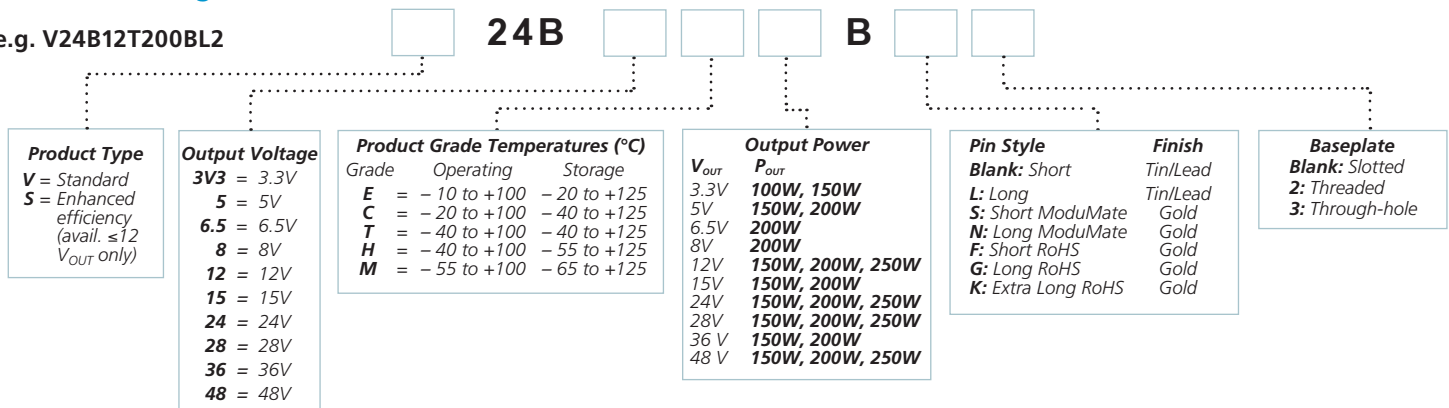 e.g. V24B12T200BL2
24B
B
Product Type
V = Standard
S = Enhanced
efficiency
(avail. ≤12
VOUT only)
Output Voltage
3V3 = 3.3V
5 = 5V
6.5 = 6.5V
8 = 8V
12 = 12V
15 = 15V
24 = 24V
28 = 28V
36 = 36V
48 = 48V
Product Grade Temperatures (°C)
Grade Operating Storage
E = – 10 to +100 – 20 to +125
C = – 20 to +100 – 40 to +125
T = – 40 to +100 – 40 to +125
H = – 40 to +100 – 55 to +125
M = – 55 to +100 – 65 to +125
Output Power
VOUT POUT
3.3V 100W, 150W
5V 150W, 200W
6.5V 200W
8V 200W
12V 150W, 200W, 250W
15V 150W, 200W
24V 150W, 200W, 250W
28V 150W, 200W, 250W
36 V 150W, 200W
48 V 150W, 200W, 250W
Pin Style Finish
Blank: Short Tin/Lead
L: Long Tin/Lead
S: Short ModuMate Gold
N: Long ModuMate Gold
F: Short RoHS Gold
G: Long RoHS Gold
K: Extra Long RoHS Gold
Baseplate
Blank: Slotted
2: Threaded
3: Through-hole